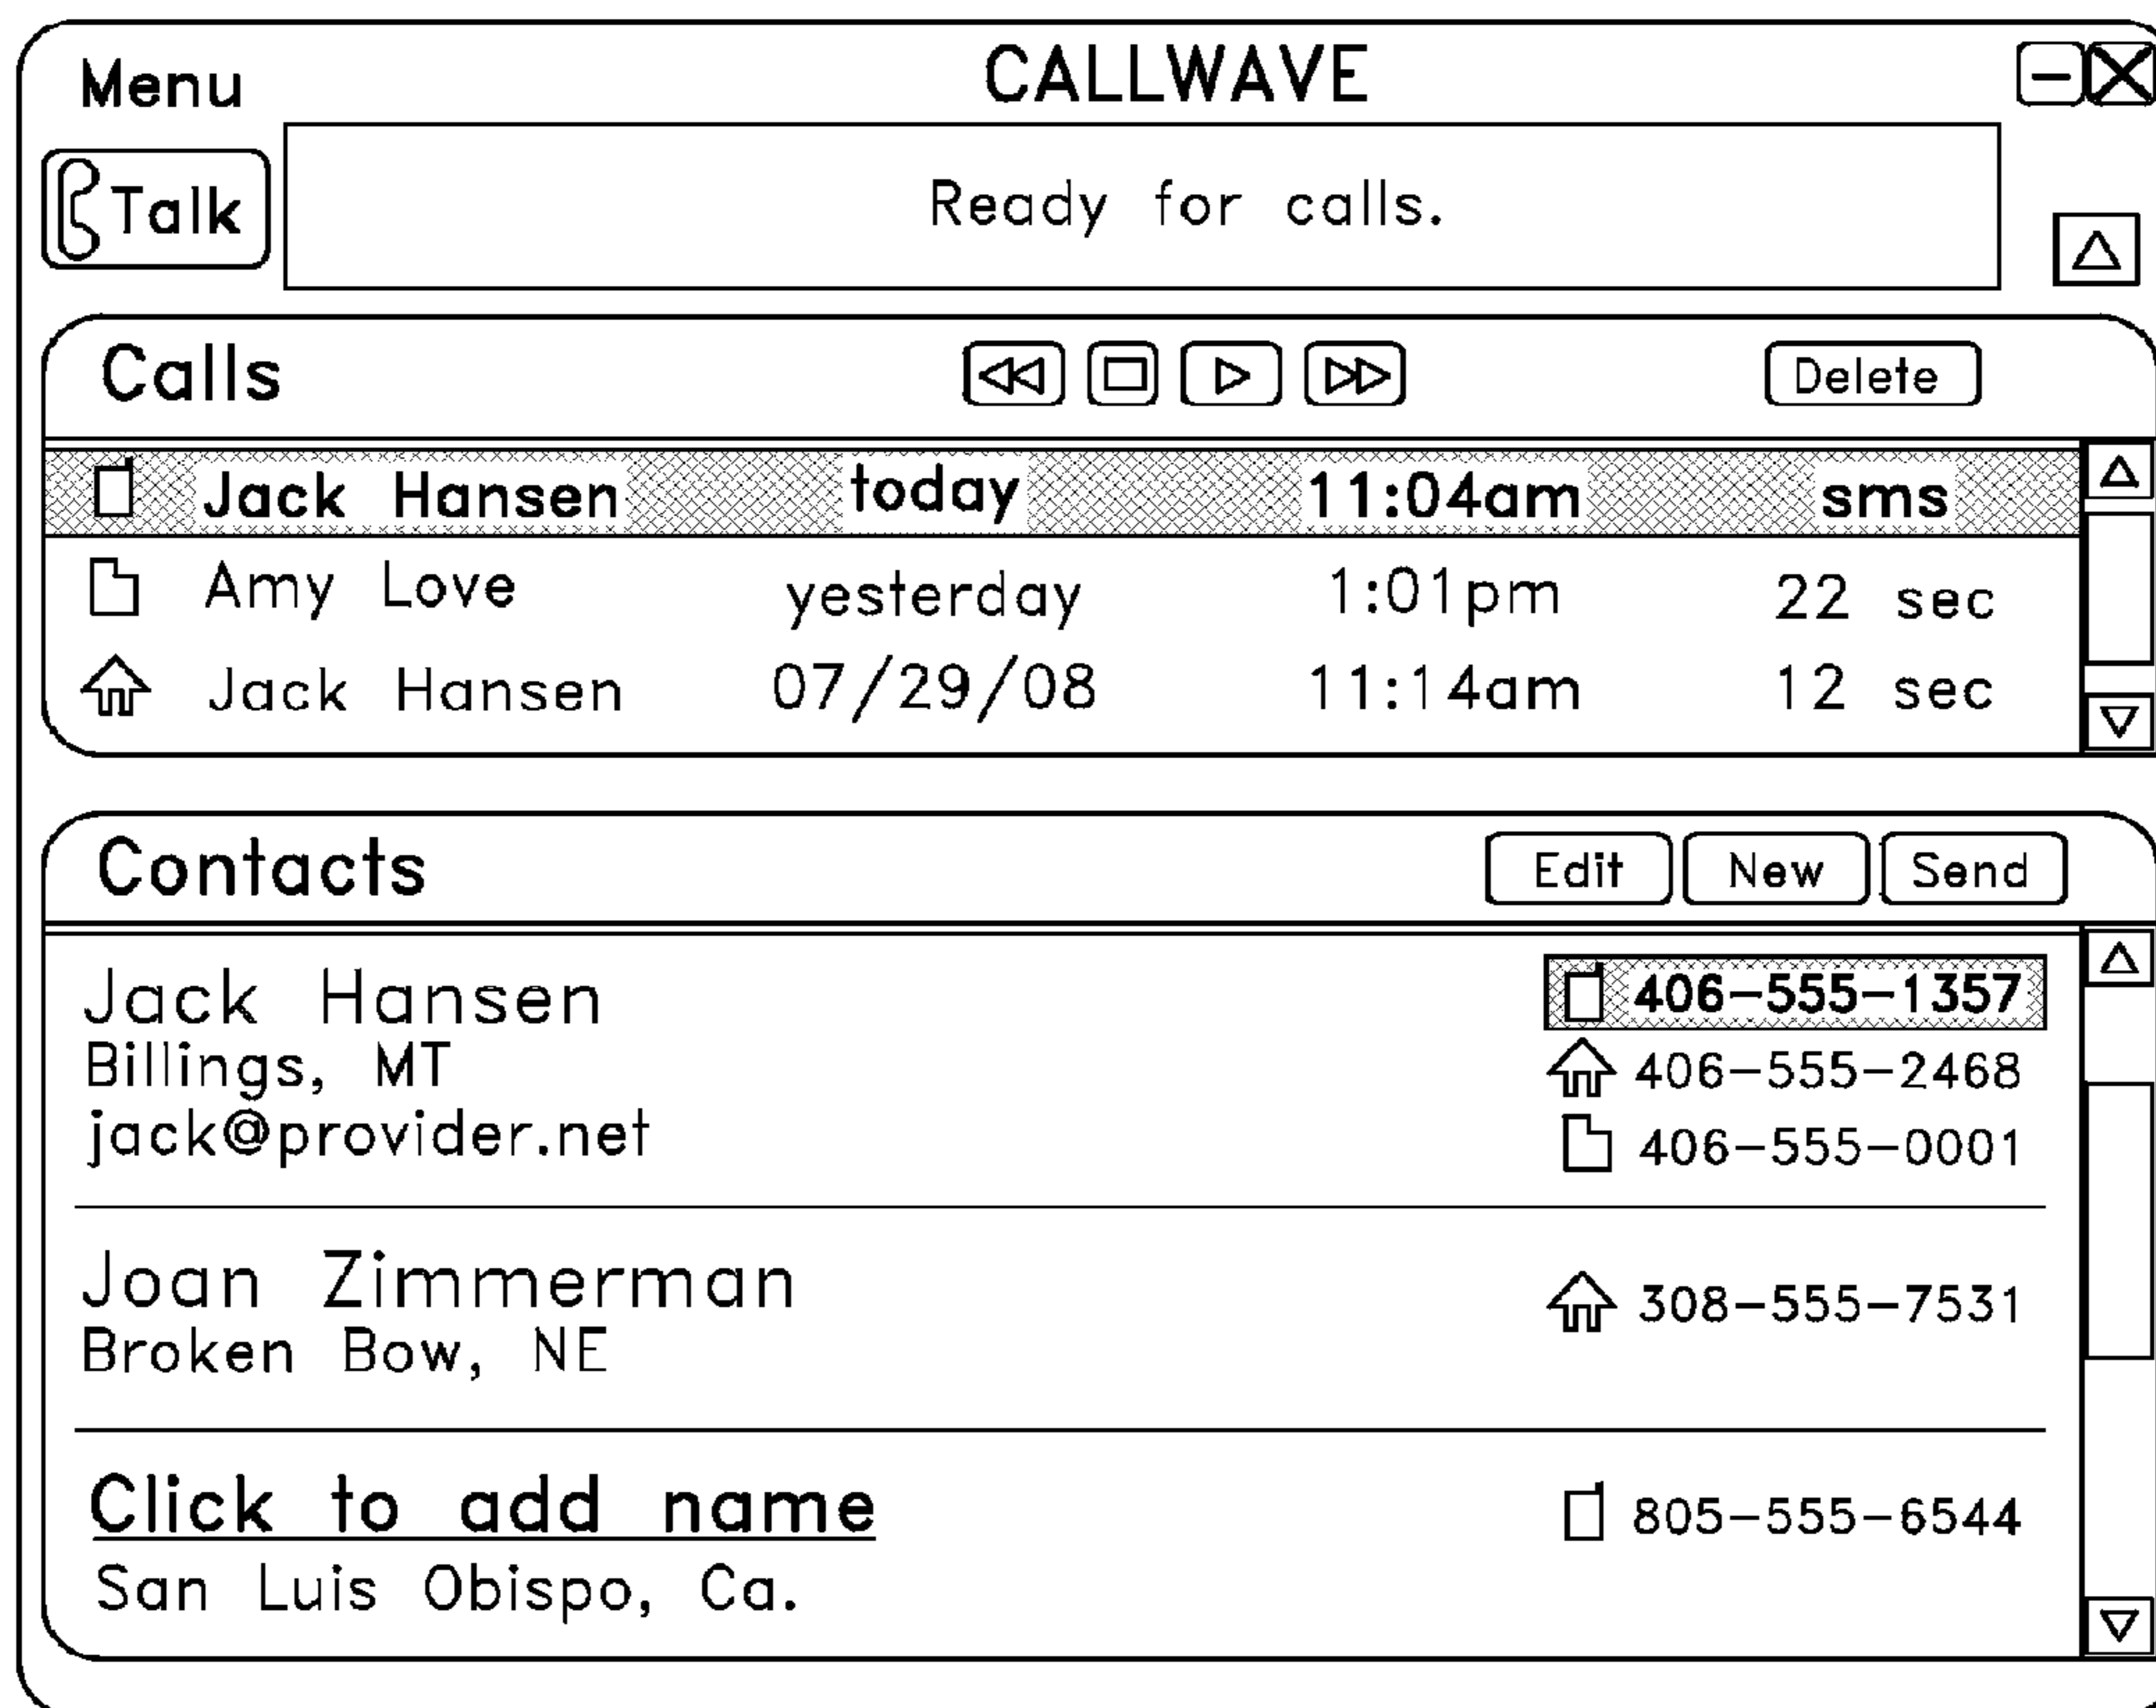 Menu CALLWAVE
Talk Ready for calls.
Calls Delete
Jack Hansen today 11:04am sms
Amy Love yesterday 1:01pm 22 sec
Jack Hansen 07/29/08 11:14am 12 sec
Contacts Edit New Send
Jack Hansen 406-555-1357
Billings, MT 406-555-2468
jack@provider.net 406-555-0001
Joan Zimmerman 308-555-7531
Broken Bow, NE
Click to add name 805-555-6544
San Luis Obispo, Ca.